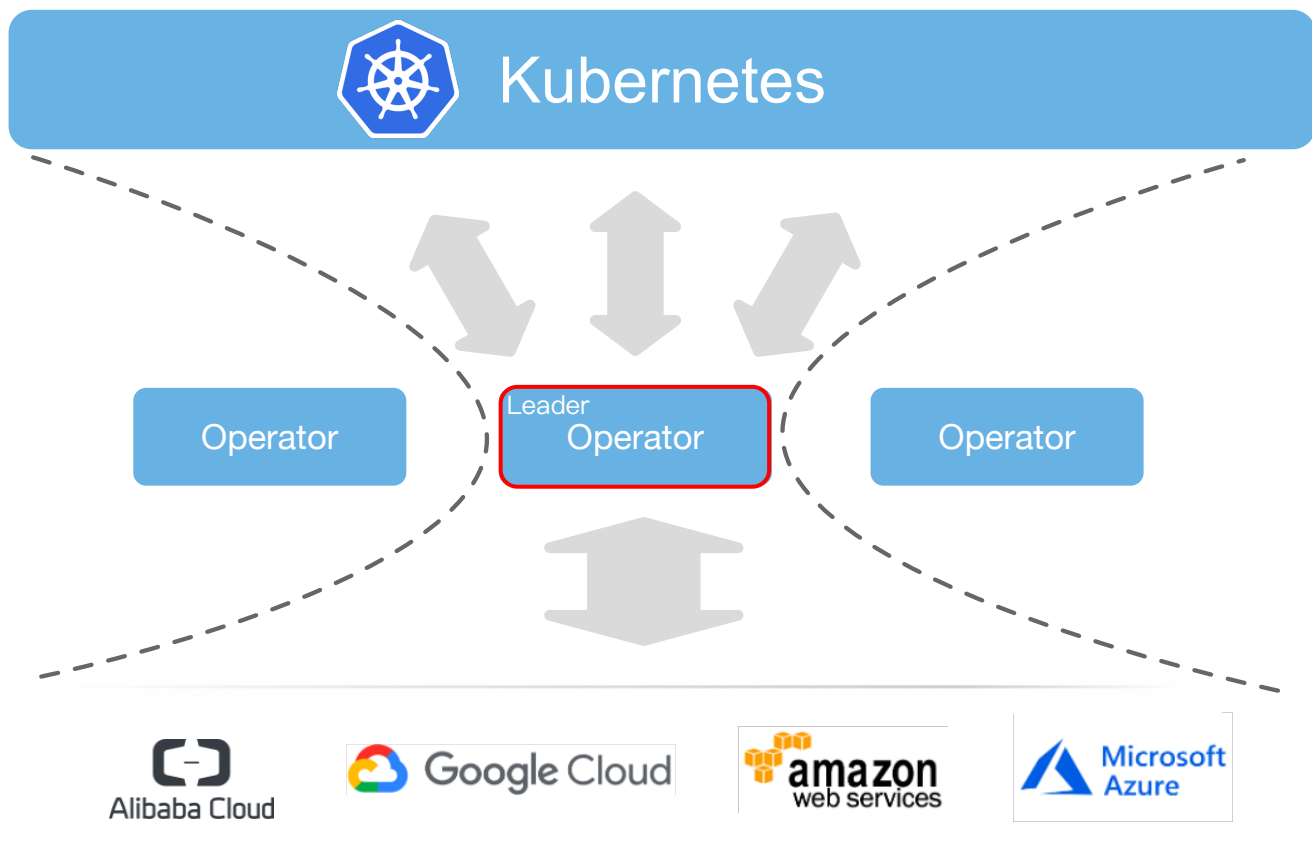 Kubernetes
Leader
Operator
Operator
Operator
Alibaba Cloud
Google Cloud
amazon
web services
Microsoft
Azure